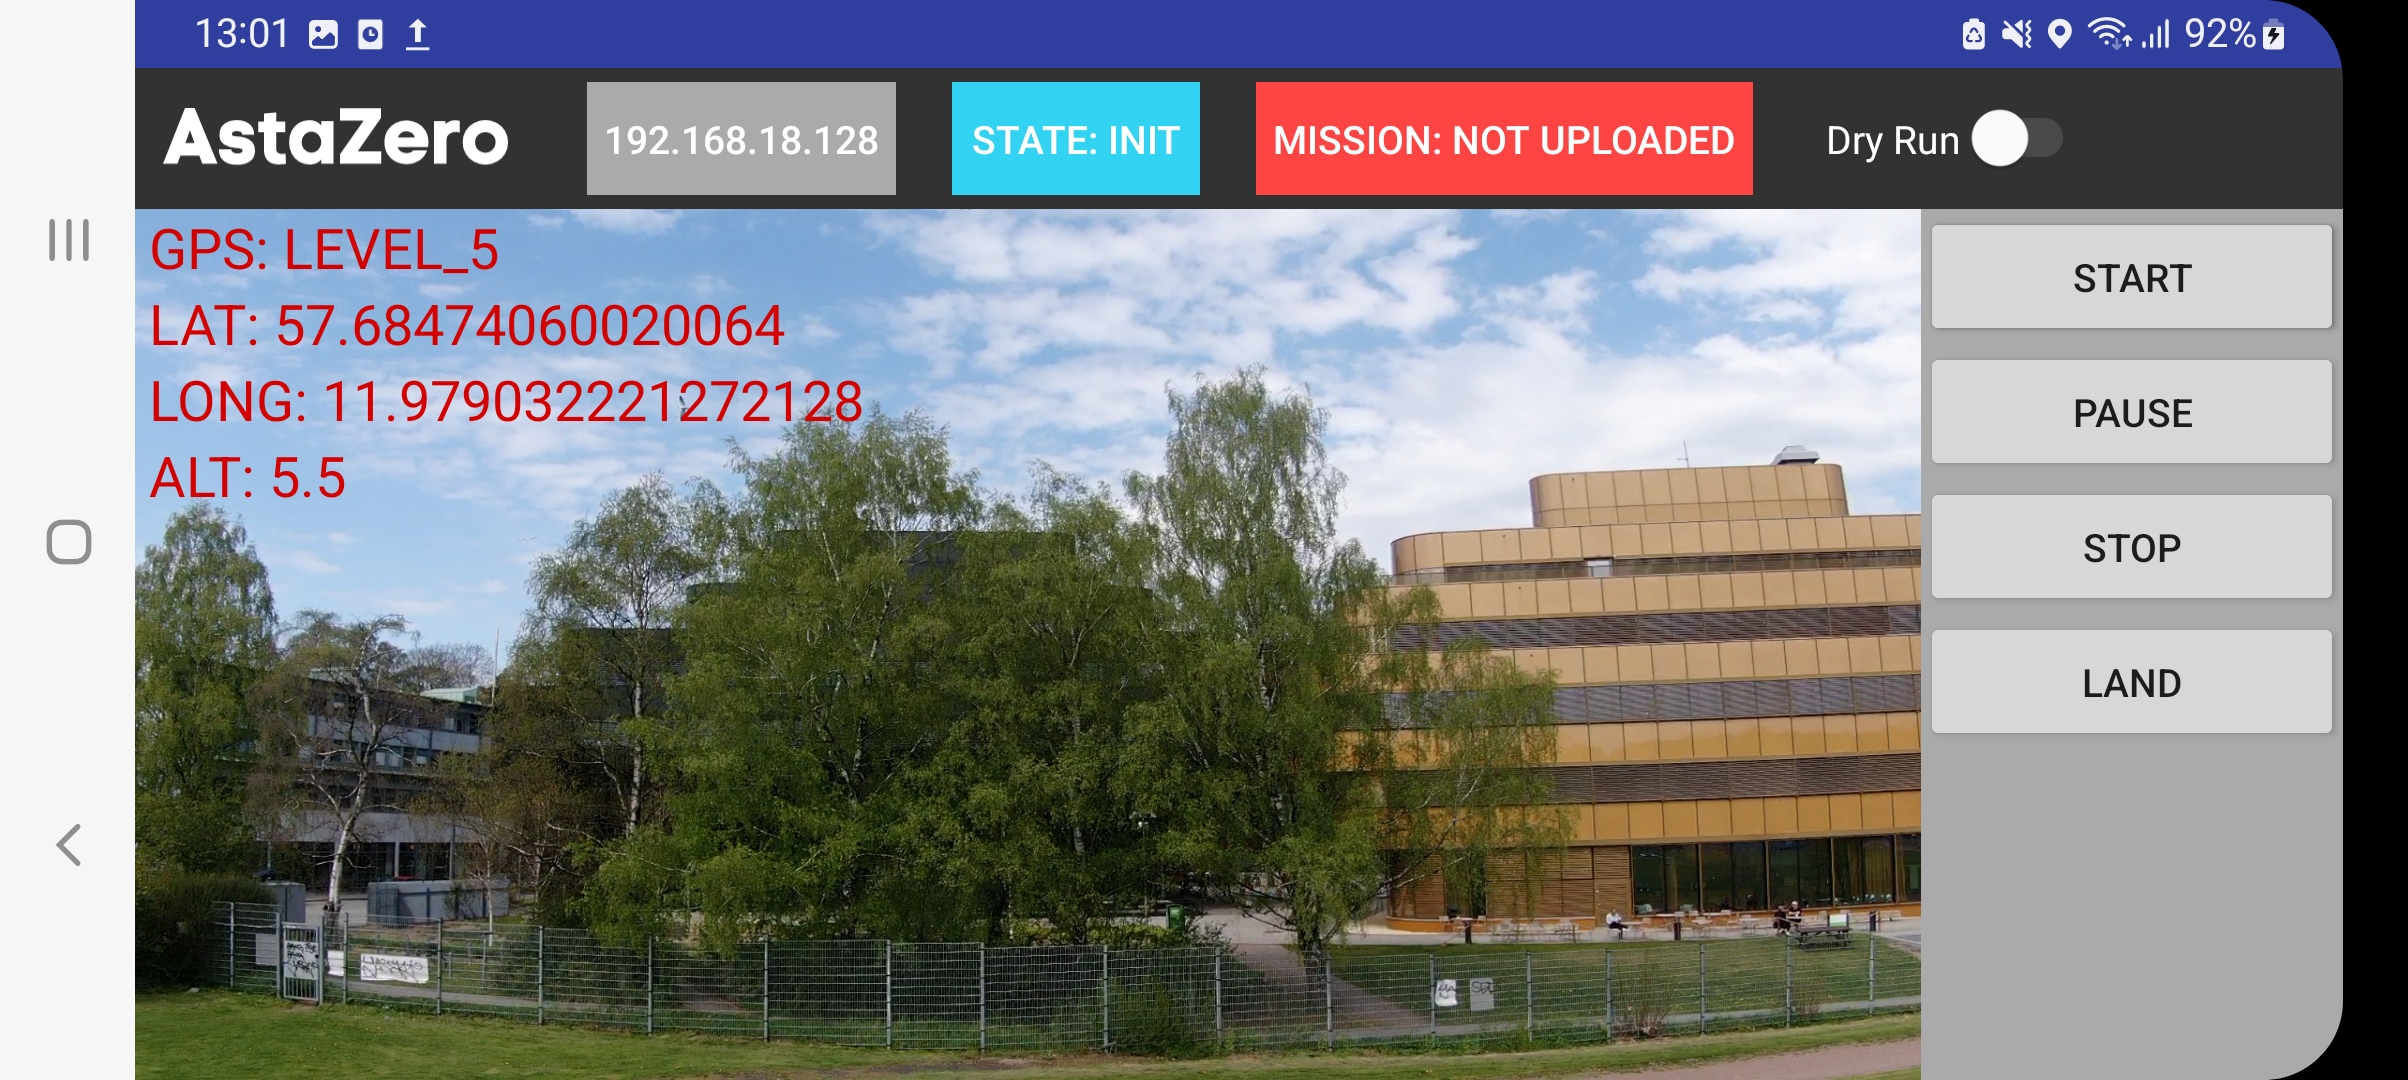 13:01
92%
AstaZero
192.168.18.128
STATE: INIT
MISSION: NOT UPLOADED
Dry Run
GPS: LEVEL_5
LAT: 57.68474060020064
LONG: 11.979032221272128
ALT: 5.5
START
PAUSE
STOP
LAND